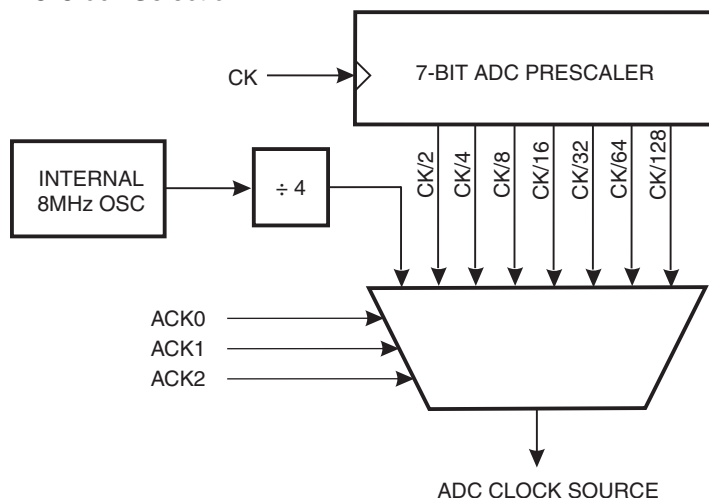 7-BIT ADC PRESCALER
CK
CK/2
CK/4
CK/8
CK/16
CK/32
CK/64
CK/128
INTERNAL
8MHz OSC
÷ 4
ACK0
ACK1
ACK2
ADC CLOCK SOURCE